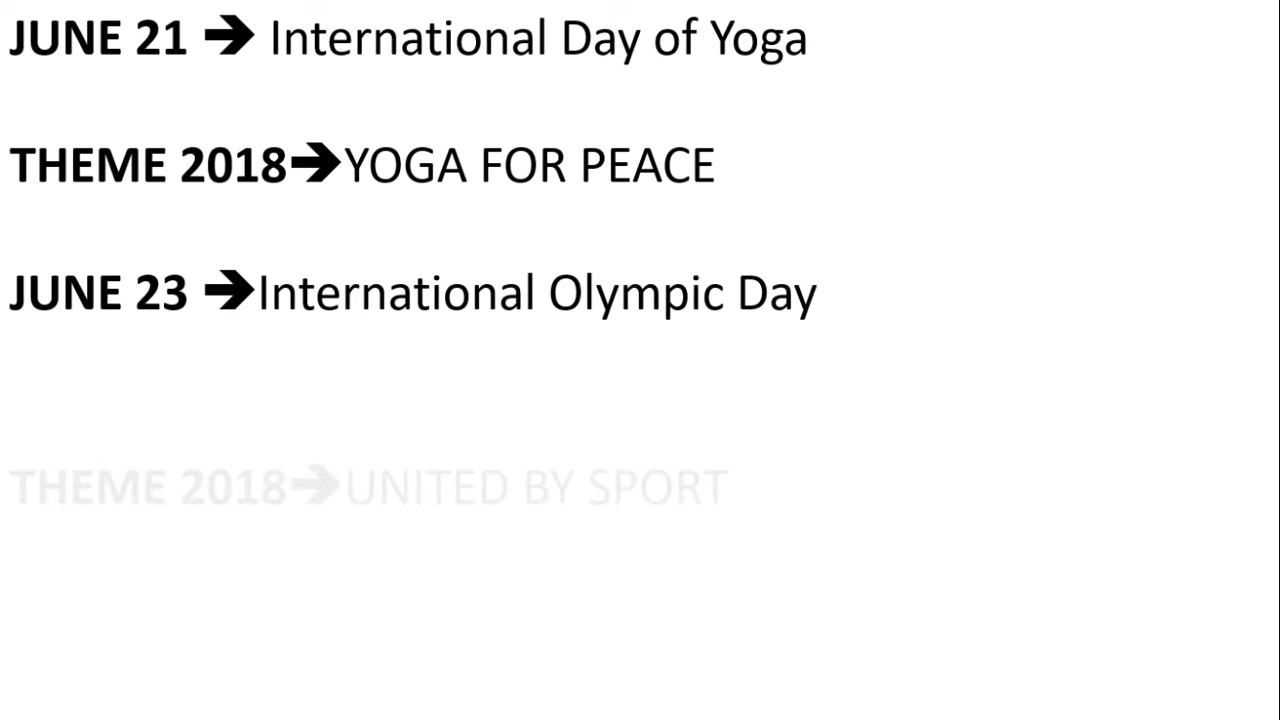 JUNE 21 ➔ International Day of Yoga
THEME 2018➔YOGA FOR PEACE
JUNE 23 ➔International Olympic Day
THEME 2018➔UNITED BY SPORT